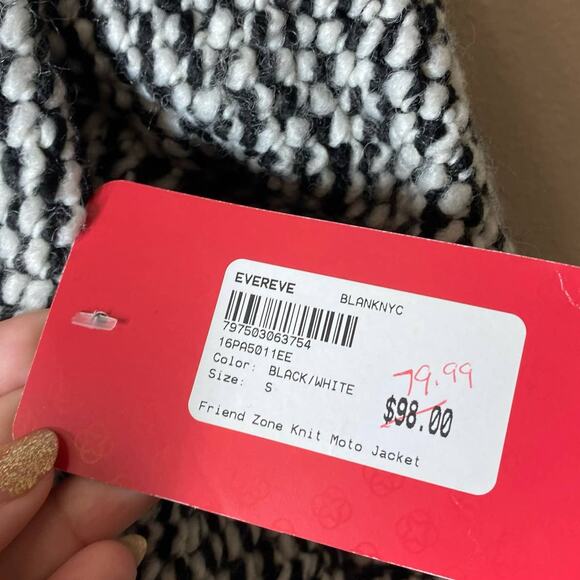 EVEREVE BLANKNYC
797503063754
16PA5011EE
Color: BLACK/WHITE
Size: S
79.99
$98.00
Friend Zone Knit Moto Jacket